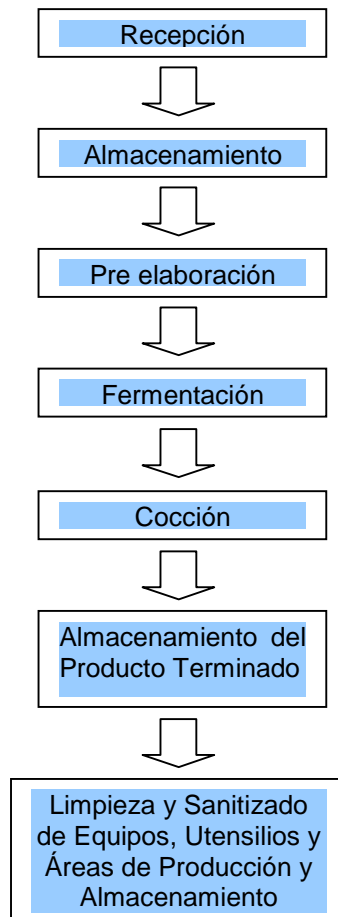 Recepción
Almacenamiento
Pre elaboración
Fermentación
Cocción
Almacenamiento del
Producto Terminado
Limpieza y Sanitizado
de Equipos, Utensilios y
Áreas de Producción y
Almacenamiento